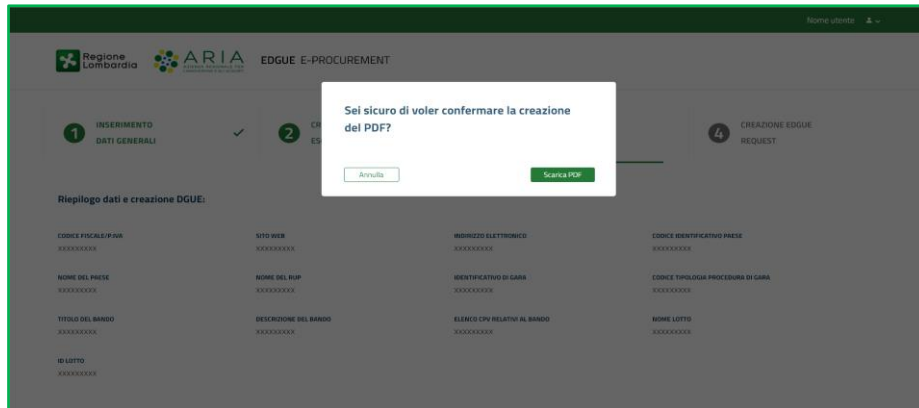 Nome utente
Regione
Lombardia
ARIA
EDGUE E-PROCUREMENT
Sei sicuro di voler confermare la creazione
del PDF?
Annulla
Scarica PDF
1
INSERIMENTO
DATI GENERALI
2
4
CREAZIONE EDGUE
REQUEST
Riepilogo dati e creazione DGUE:
CODICE FISCALE/P.IVA
SITO WEB
INDIRIZZO ELETTRONICO
CODICE IDENTIFICATIVO PAESE
XXXXXXXXX
XXXXXXXXX
XXXXXXXXX
XXXXXXXXX
NOME DEL PAESE
NOME DEL RUP
IDENTIFICATIVO DI GARA
CODICE TIPOLOGIA PROCEDURA DI GARA
XXXXXXXXX
XXXXXXXXX
XXXXXXXXX
XXXXXXXXX
TITOLO DEL BANDO
DESCRIZIONE DEL BANDO
ELENCO CPV RELATIVI AL BANDO
NOME LOTTO
XXXXXXXXX
XXXXXXXXX
XXXXXXXXX
XXXXXXXXX
ID LOTTO
XXXXXXXXX